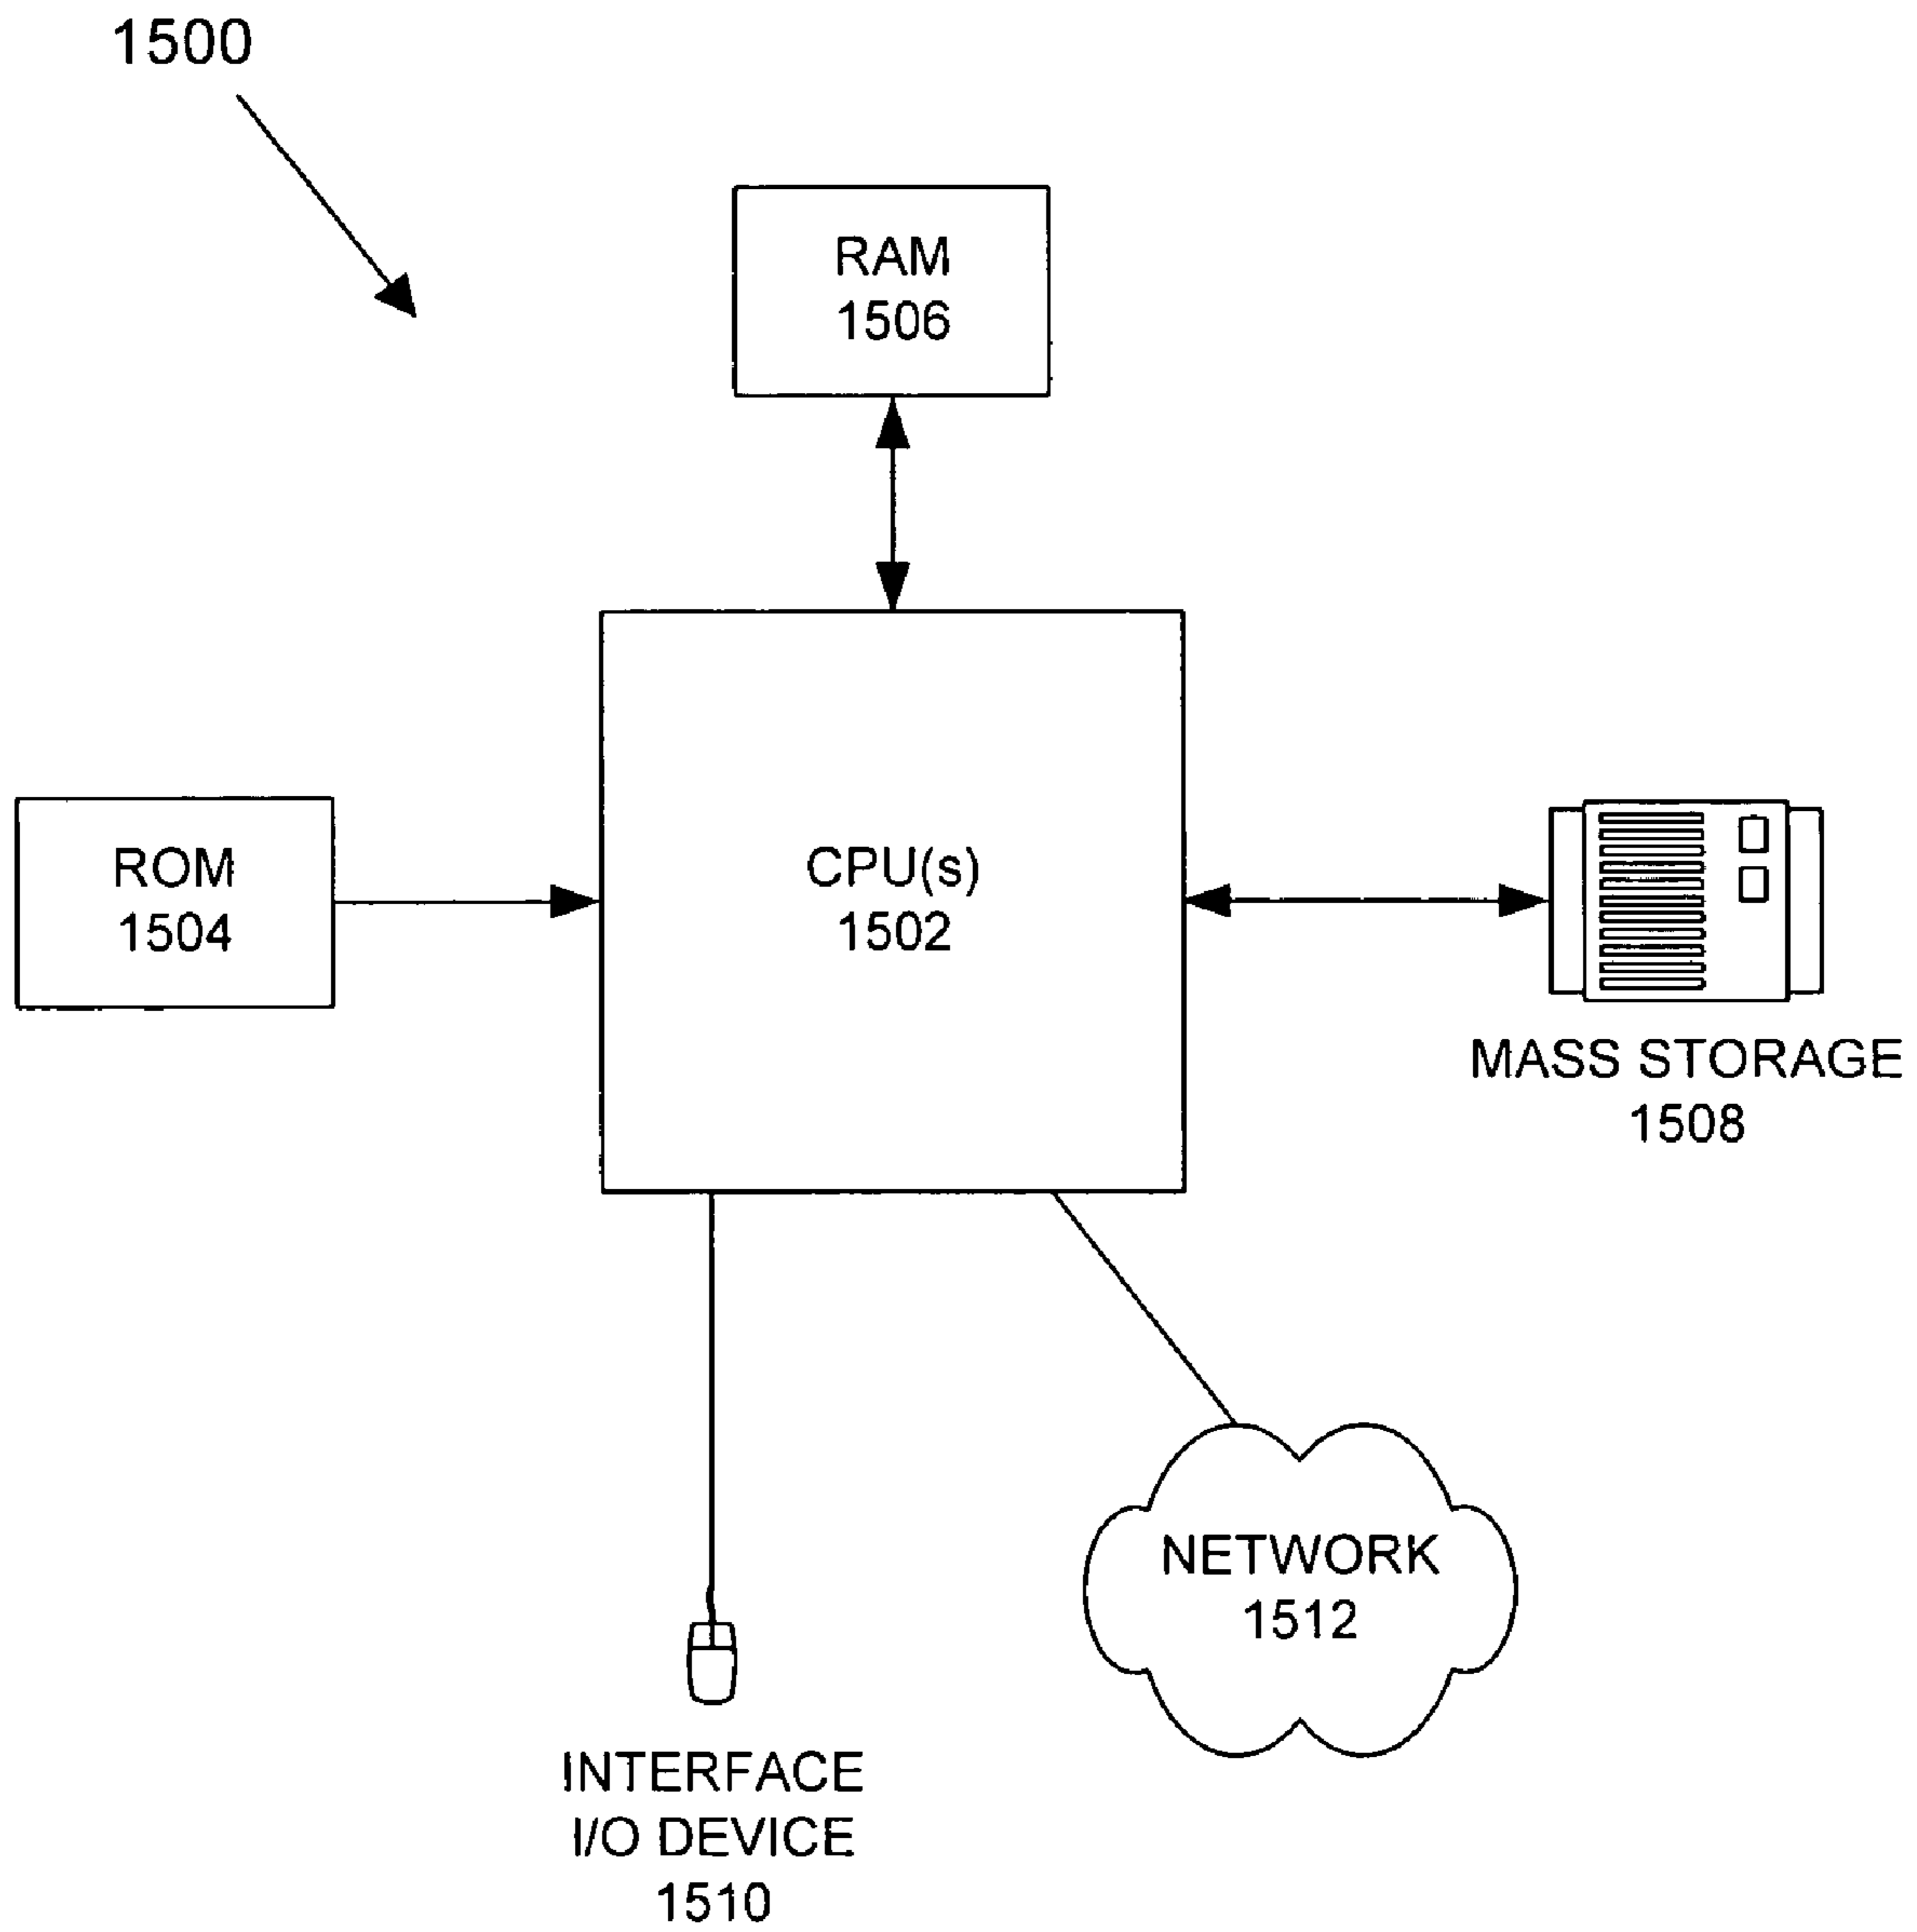 1500
RAM
1506
ROM
1504
CPU(s)
1502
MASS STORAGE
1508
NETWORK
1512
INTERFACE
I/O DEVICE
1510